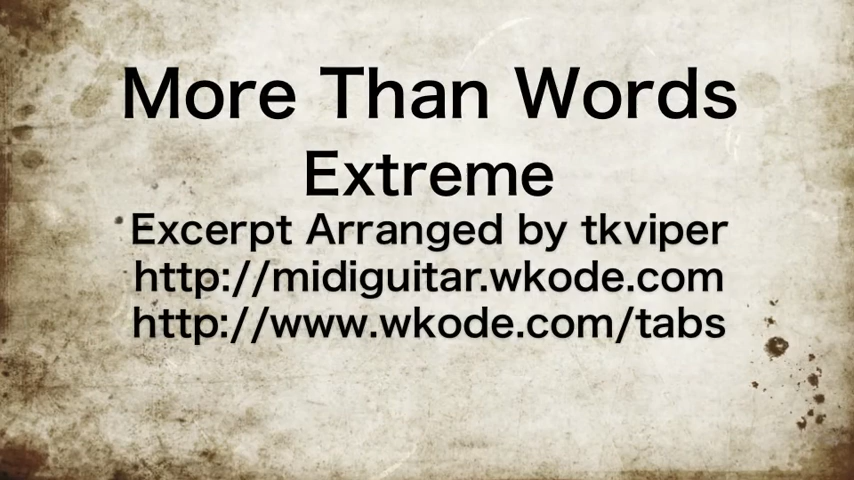 More Than Words
Extreme
Excerpt Arranged by tkviper
http://midiguitar.wkode.com
http://www.wkode.com/tabs